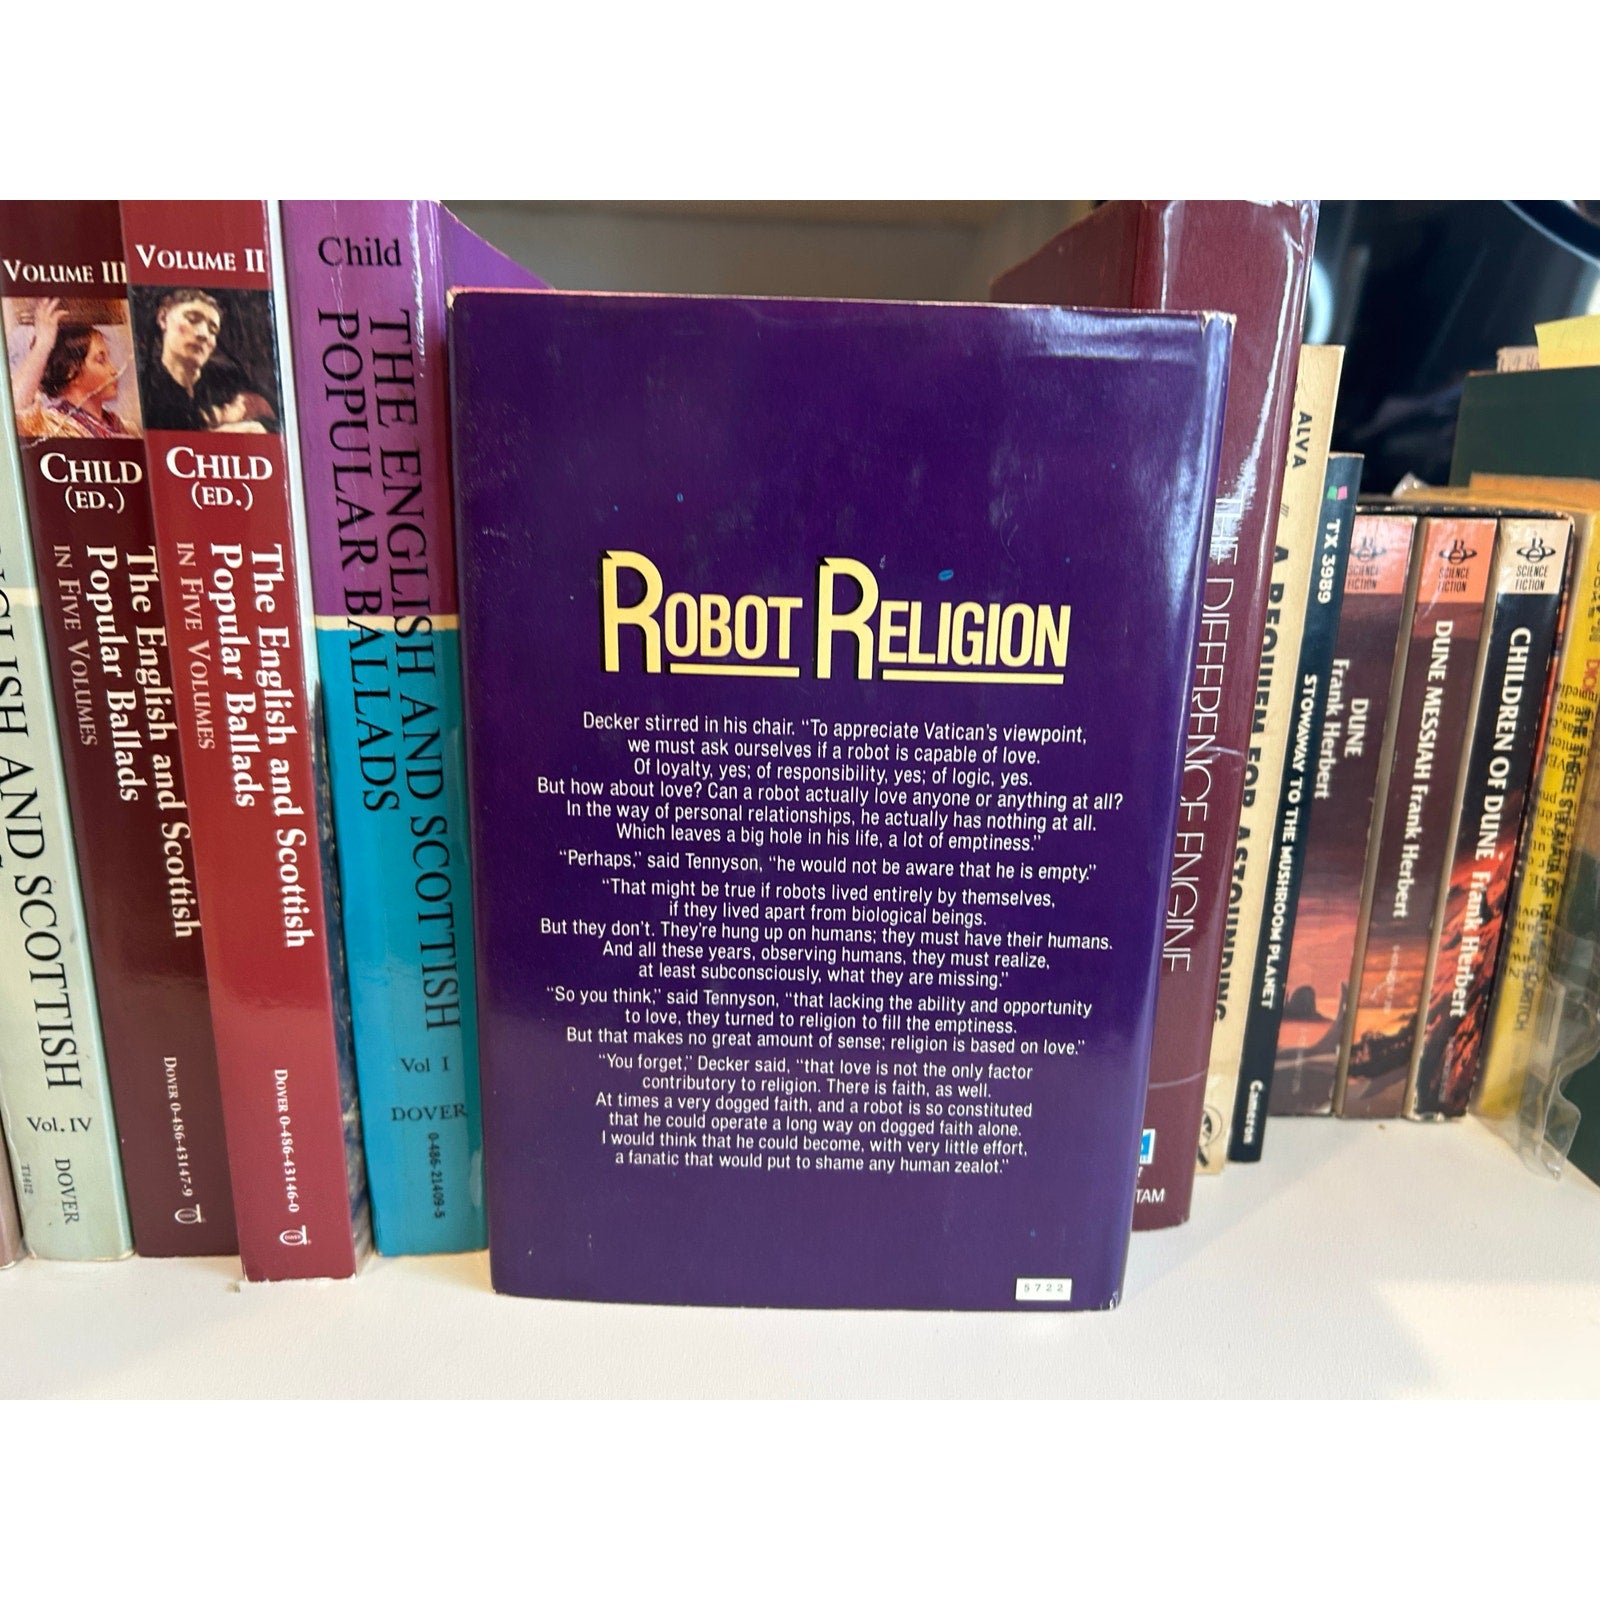 Vol. IV
DOVER
T1412
VOLUME III
CHILD
(ED.)
The English and Scottish
Popular Ballads
IN FIVE VOLUMES
DOVER 0-486-43147-9
VOLUME II
CHILD
(ED.)
The English and Scottish
Popular Ballads
IN FIVE VOLUMES
DOVER 0-486-43146-0
Child
THE ENGLISH AND SCOTTISH
POPULAR BALLADS
Vol I
DOVER
0-486-21409-5
ROBOT RELIGION
Decker stirred in his chair. “To appreciate Vatican’s viewpoint,
we must ask ourselves if a robot is capable of love.
Of loyalty, yes; of responsibility, yes; of logic, yes.
But how about love? Can a robot actually love anyone or anything at all?
In the way of personal relationships, he actually has nothing at all.
Which leaves a big hole in his life, a lot of emptiness.”
“Perhaps,” said Tennyson, “he would not be aware that he is empty.”
“That might be true if robots lived entirely by themselves,
if they lived apart from biological beings.
But they don’t. They’re hung up on humans; they must have their humans.
And all these years, observing humans, they must realize,
at least subconsciously, what they are missing.”
“So you think,” said Tennyson, “that lacking the ability and opportunity
to love, they turned to religion to fill the emptiness.
But that makes no great amount of sense; religion is based on love.”
“You forget,” Decker said, “that love is not the only factor
contributory to religion. There is faith, as well.
At times a very dogged faith, and a robot is so constituted
that he could operate a long way on dogged faith alone.
I would think that he could become, with very little effort,
a fanatic that would put to shame any human zealot.”
5722
THE DIFFERENCE ENGINE
TAM
ALVA /// A REQUIEM FOR ASTOUNDING
TX 3989
STOWAWAY TO THE MUSHROOM PLANET
Cameron
SCIENCE
FICTION
DUNE
Frank Herbert
SCIENCE
FICTION
DUNE MESSIAH Frank Herbert
SCIENCE
FICTION
CHILDREN OF DUNE Frank Herbert